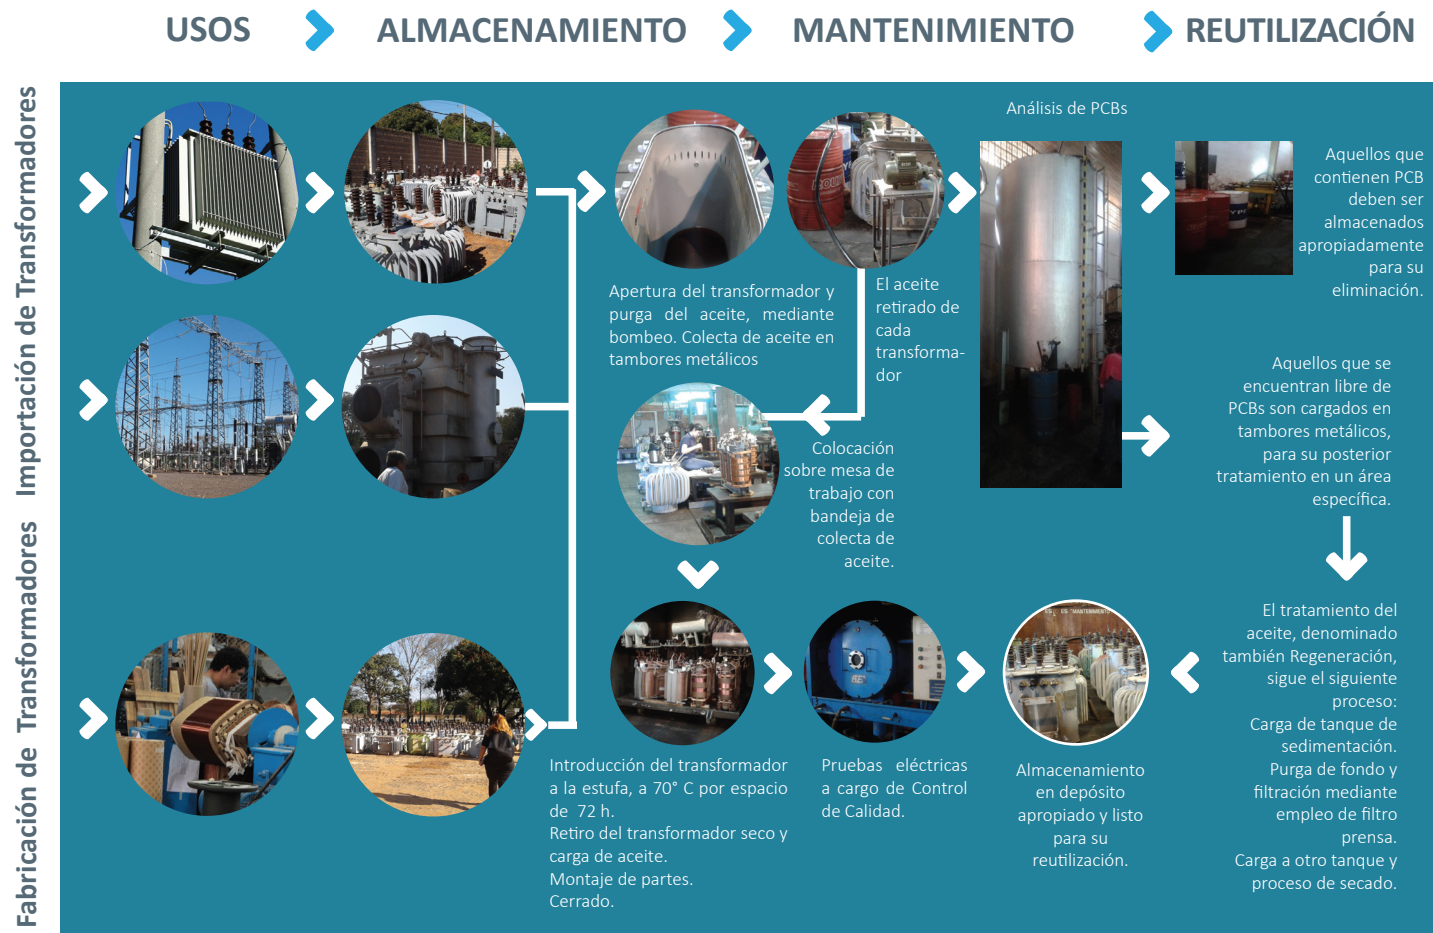 USOS
ALMACENAMIENTO
MANTENIMIENTO
REUTILIZACIÓN
Importación de Transformadores
Fabricación de Transformadores
Apertura del transformador y
purga del aceite, mediante
bombeo. Colecta de aceite en
tambores metálicos
El aceite
retirado de
cada
transforma-
dor
Análisis de PCBs
Aquellos que
contienen PCB
deben ser
almacenados
apropiadamente
para su
eliminación.
Colocación
sobre mesa de
trabajo con
bandeja de
colecta de
aceite.
Aquellos que se
encuentran libre de
PCBs son cargados en
tambores metálicos,
para su posterior
tratamiento en un área
específica.
Introducción del transformador
a la estufa, a 70° C por espacio
de 72 h.
Retiro del transformador seco y
carga de aceite.
Montaje de partes.
Cerrado.
Pruebas eléctricas
a cargo de Control
de Calidad.
Almacenamiento
en depósito
apropiado y listo
para su
reutilización.
El tratamiento del
aceite, denominado
también Regeneración,
sigue el siguiente
proceso:
Carga de tanque de
sedimentación.
Purga de fondo y
filtración mediante
empleo de filtro
prensa.
Carga a otro tanque y
proceso de secado.